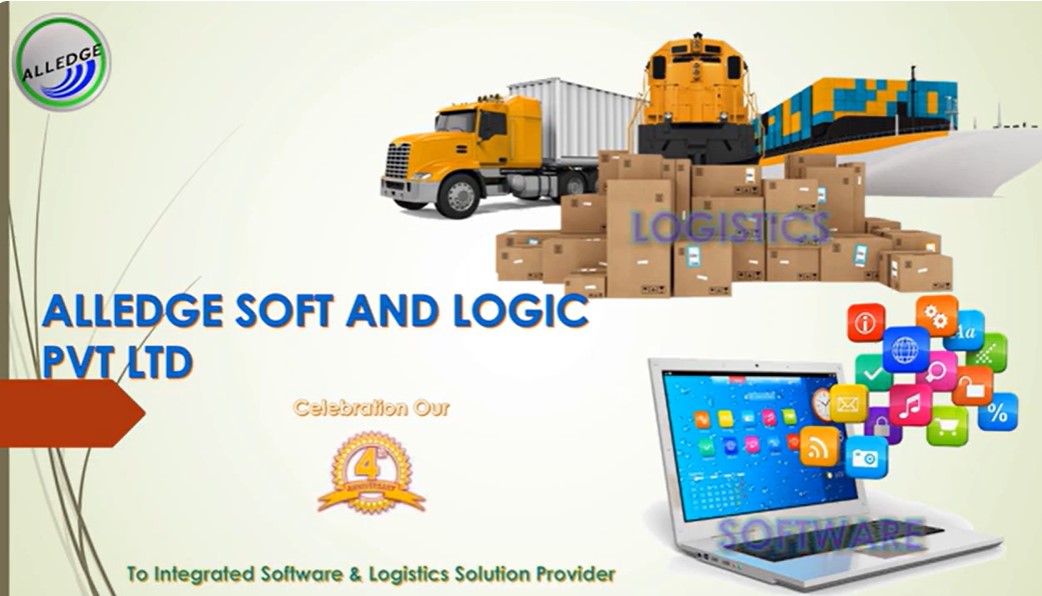 ALLEDGE
LOGISTICS
ALLEDGE SOFT AND LOGIC
PVT LTD
Celebration Our
4th
ANNIVERSARY
i
Aa
%
SOFTWARE
To Integrated Software & Logistics Solution Provider